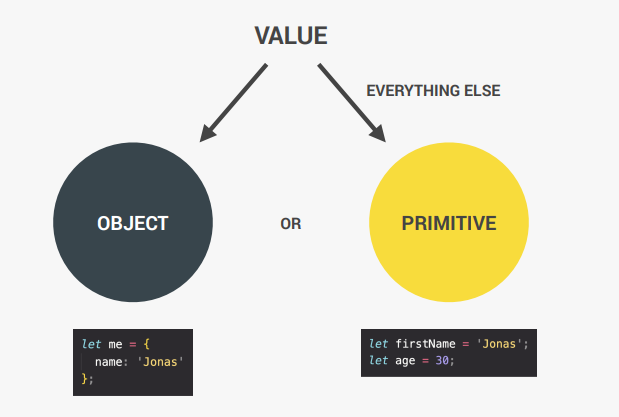 VALUE
EVERYTHING ELSE
OBJECT
OR
PRIMITIVE
let me = {
  name: 'Jonas'
};
let firstName = 'Jonas';
let age = 30;